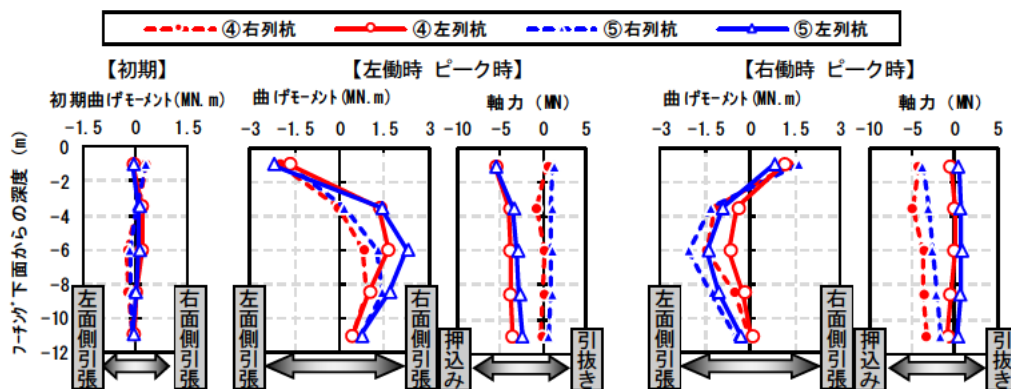 ④右列杭 ④左列杭 ⑤右列杭 ⑤左列杭
【初期】 【左働時 ピーク時】 【右働時 ピーク時】
初期曲げモーメント(MN.m) 曲げモーメント(MN.m) 軸力 (MN) 曲げモーメント(MN.m) 軸力 (MN)
-1.5 0 1.5 -3 -1.5 0 1.5 3 -10 -5 0 5 -3 -1.5 0 1.5 3 -10 -5 0 5
フーチング下面からの深度 (m)
0
-2
-4
-6
-8
-10
-12
左面側引張 右面側引張 左面側引張 右面側引張 押込み 引抜き 左面側引張 右面側引張 押込み 引抜き